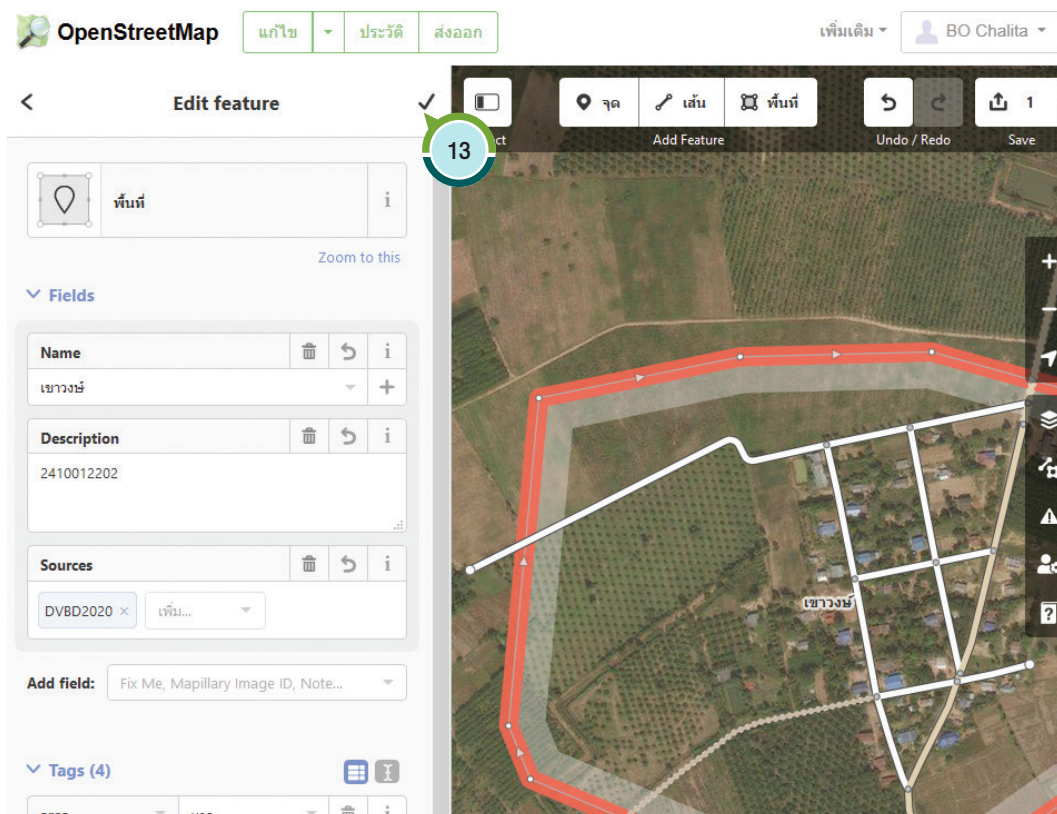 OpenStreetMap
แก้ไข
ประวัติ
ส่งออก
เพิ่มเติม
BO Chalita
Edit feature
13
จุด
เส้น
พื้นที่
1
Add Feature
Undo / Redo
Save
พื้นที่
i
Zoom to this
Fields
Name
i
เขาวงษ์
Description
i
2410012202
Sources
i
DVBD2020 ×
เพิ่ม...
Add field:
Fix Me, Mapillary Image ID, Note...
Tags (4)
เขาวงษ์